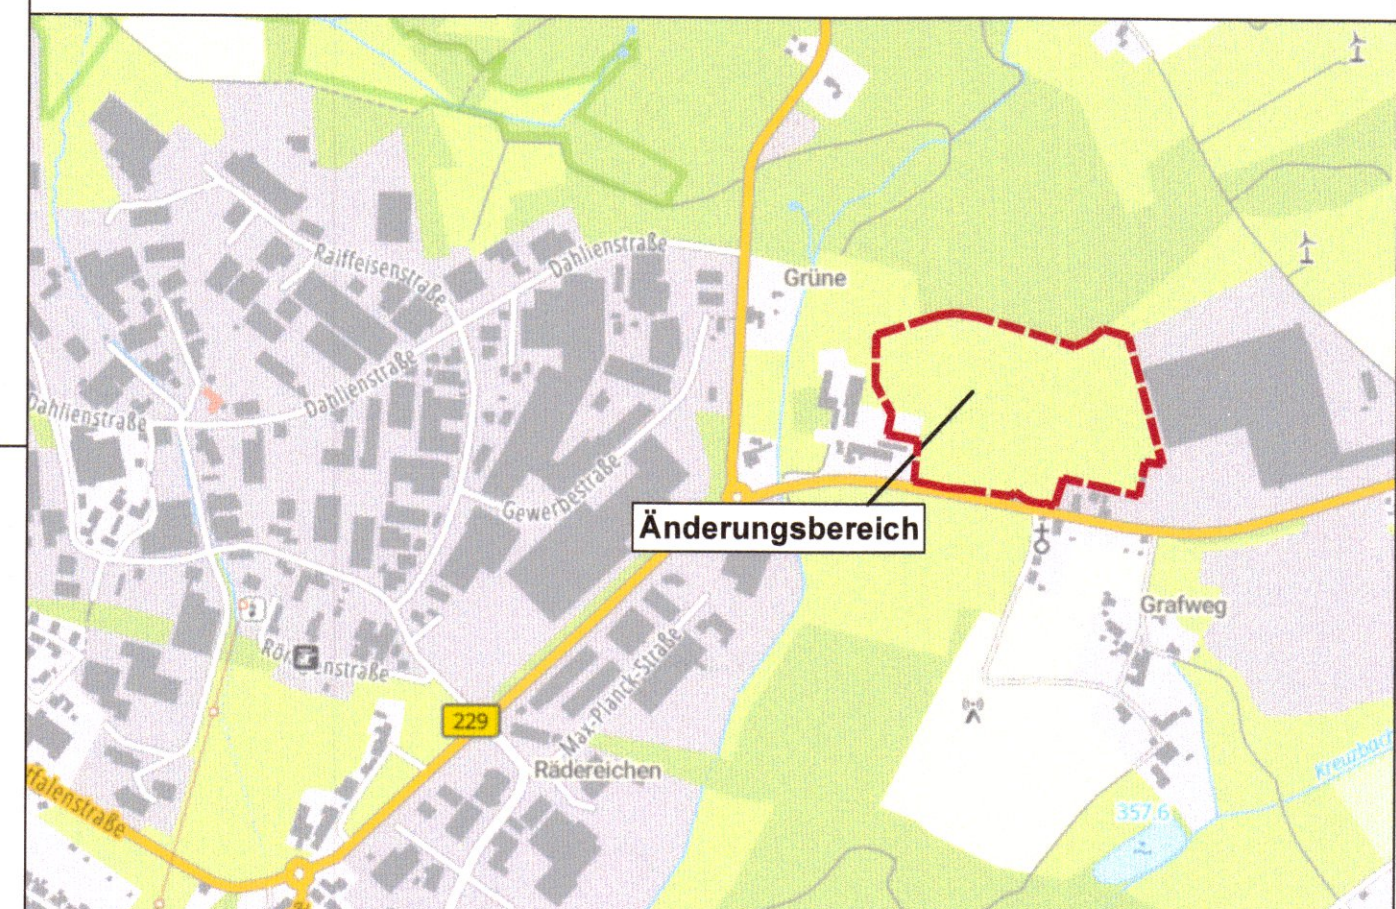 Raiffeisenstraße
Dahlienstraße
Grüne
Dahlienstraße
Dahlienstraße
Gewerbestraße
Änderungsbereich
Grafweg
Max-Planck-Straße
229
Rädereichen
Kreuzbach
357.6